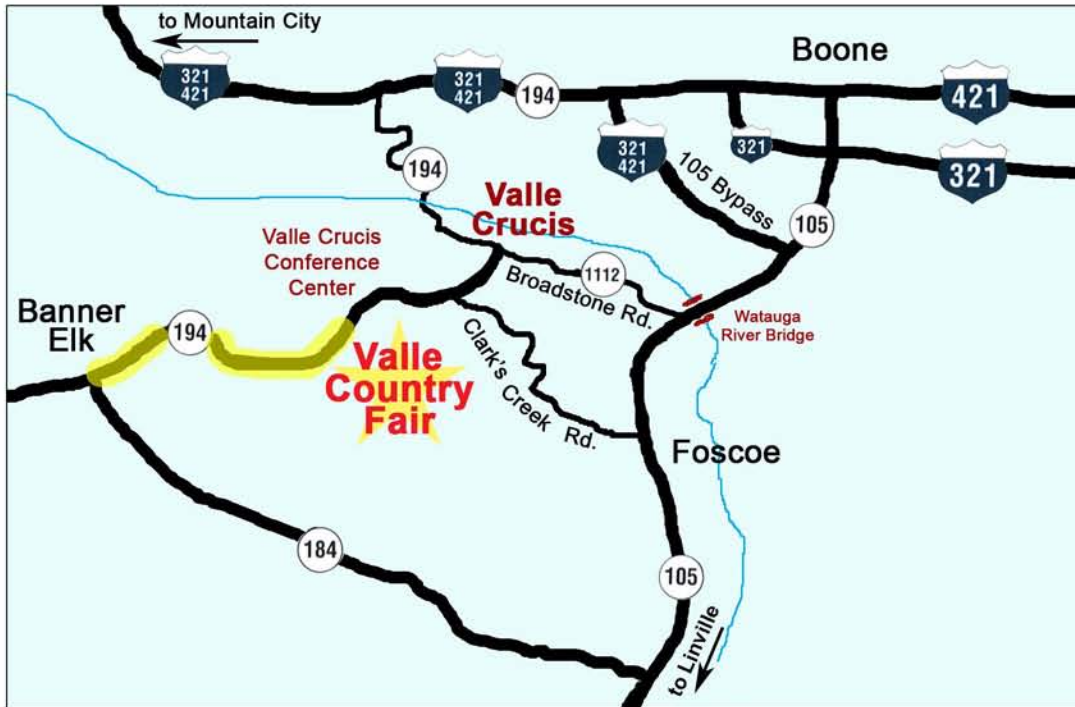 to Mountain City
321
421
321
421
194
Boone
421
321
421
321
321
105 Bypass
105
194
Valle
Crucis
Valle Crucis
Conference
Center
1112
Broadstone Rd.
Watauga
River Bridge
Banner
Elk
194
Valle
Country
Fair
Clark's Creek Rd.
Foscoe
184
105
to Linville